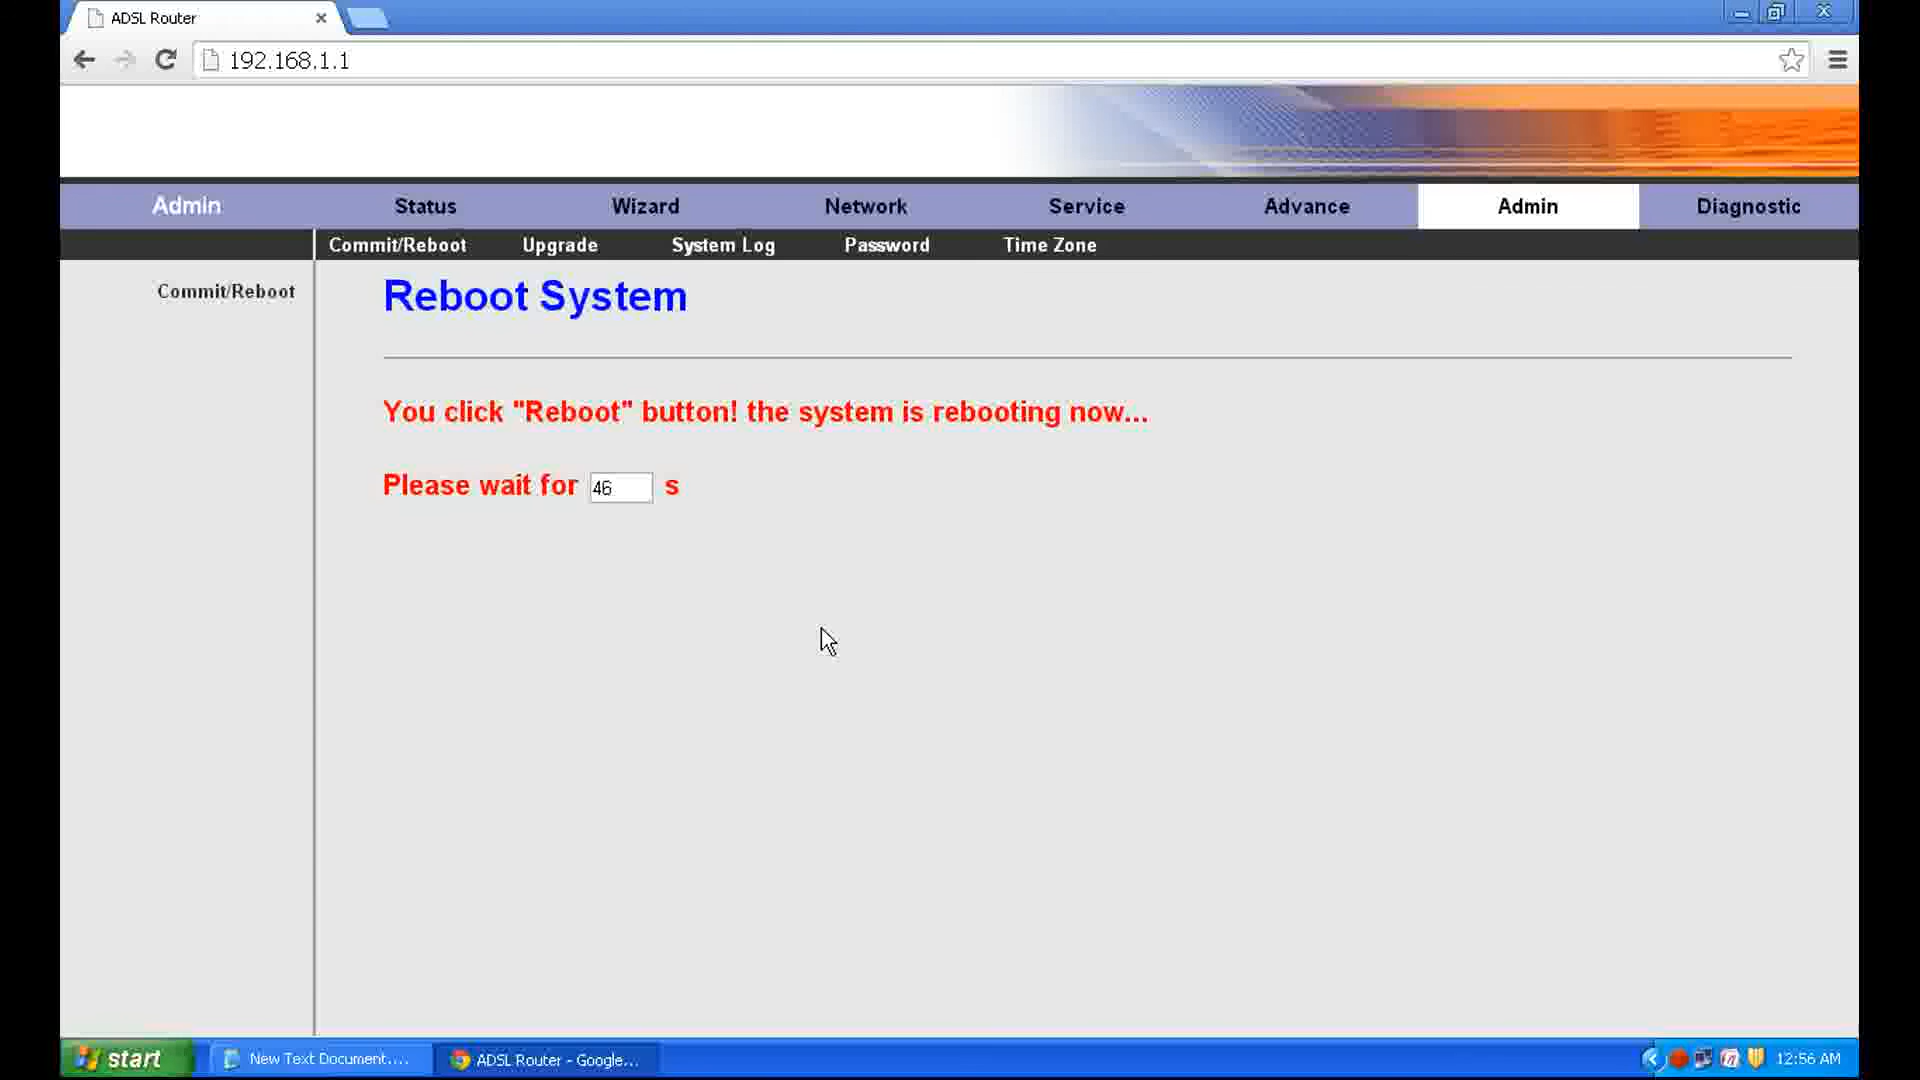 ADSL Router
192.168.1.1
Admin Status Wizard Network Service Advance Admin Diagnostic
Commit/Reboot Upgrade System Log Password Time Zone
Commit/Reboot
Reboot System
You click "Reboot" button! the system is rebooting now...
Please wait for 46 s
start New Text Document.... ADSL Router - Google... 12:56 AM